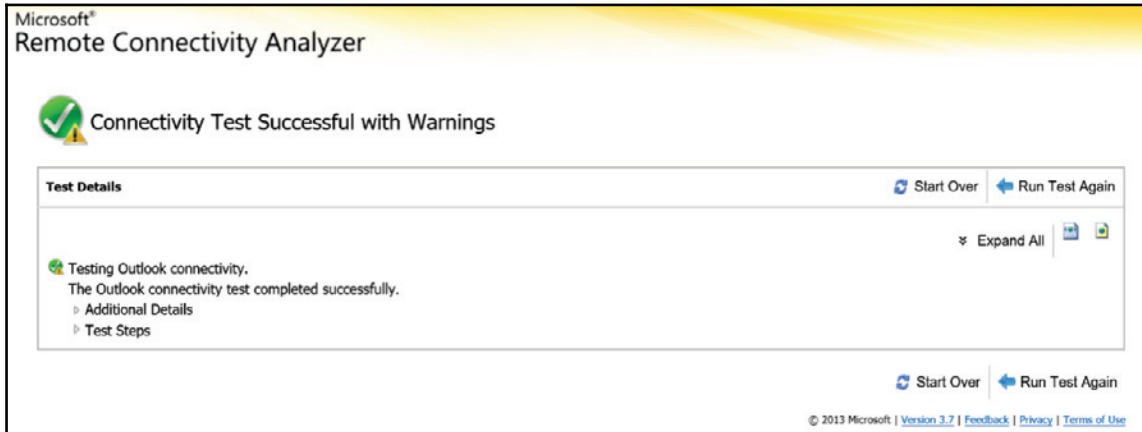 Microsoft®
Remote Connectivity Analyzer
Connectivity Test Successful with Warnings
Test Details Start Over Run Test Again
Expand All
Testing Outlook connectivity.
The Outlook connectivity test completed successfully.
Additional Details
Test Steps
Start Over Run Test Again
© 2013 Microsoft | Version 3.7 | Feedback | Privacy | Terms of Use